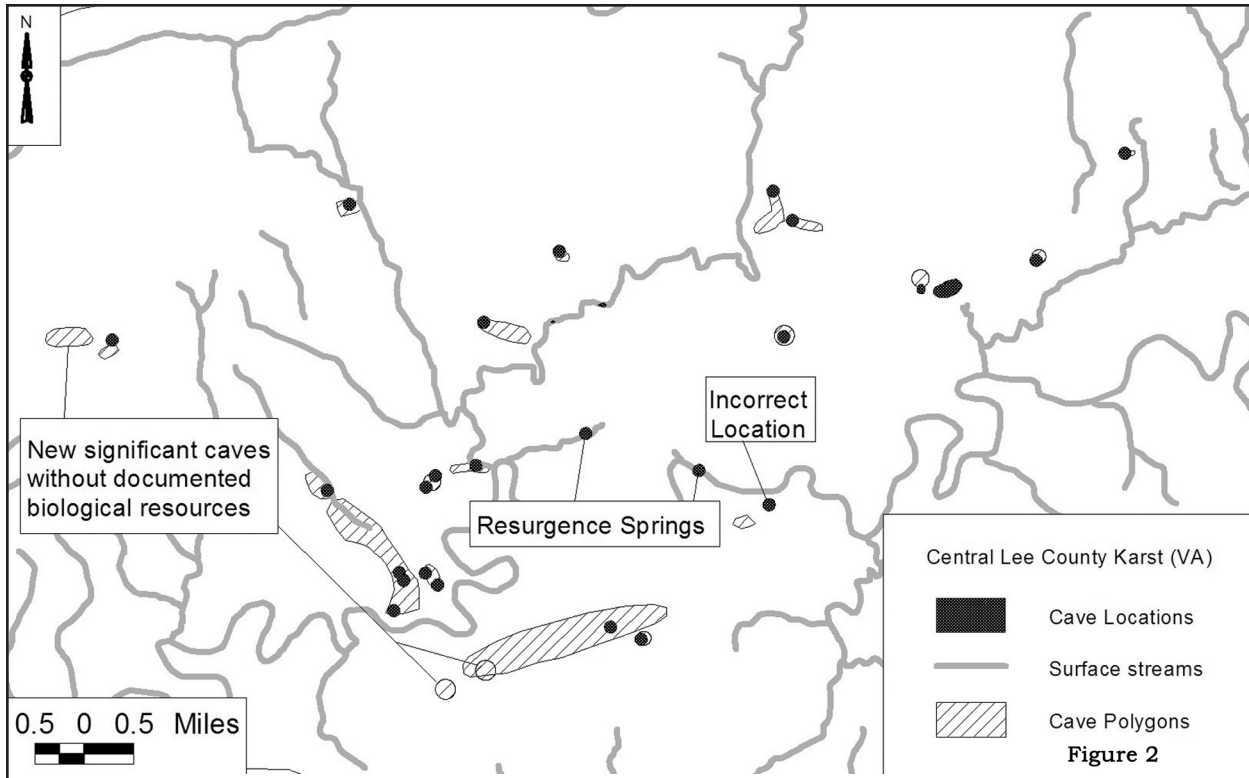 N
New significant caves
without documented
biological resources
Incorrect
Location
Resurgence Springs
0.5 0 0.5 Miles
Central Lee County Karst (VA)
Cave Locations
Surface streams
Cave Polygons
Figure 2